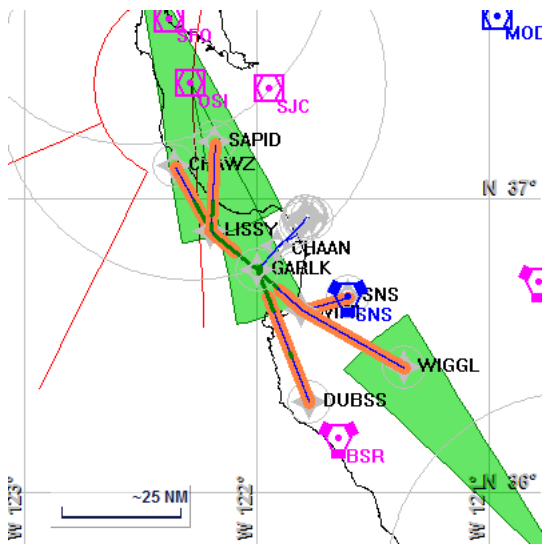 SFO
MOD
OSI
SJC
SAPID
CHAWZ
N 37°
LISSY
CHAAN
GARLK
SNS
SNS
WIGGL
DUBSS
BSR
N 36°
~25 NM
W 123°
W 122°
W 121°